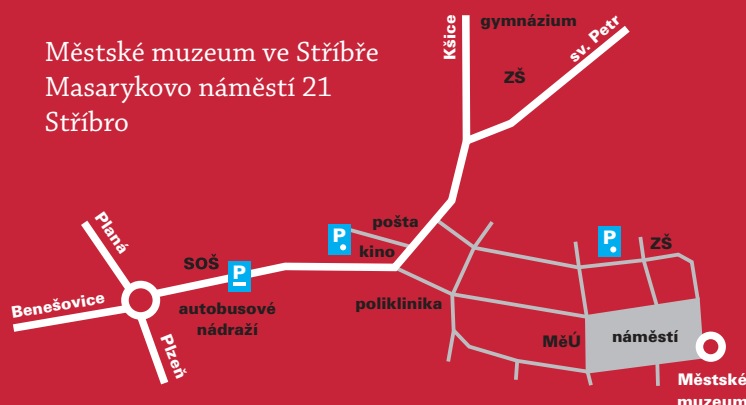 Městské muzeum ve Stříbře
Masarykovo náměstí 21
Stříbro
gymnázium
Kšice
sv. Petr
ZŠ
pošta
Planá
P.
P.
ZŠ
kino
SOŠ
P
Benešovice
autobusové
nádraží
poliklinika
Plzeň
MěÚ
náměstí
Městské
muzeum